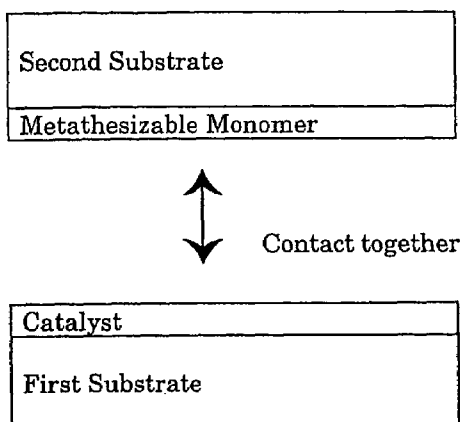 Second Substrate
Metathesizable Monomer
Contact together
Catalyst
First Substrate